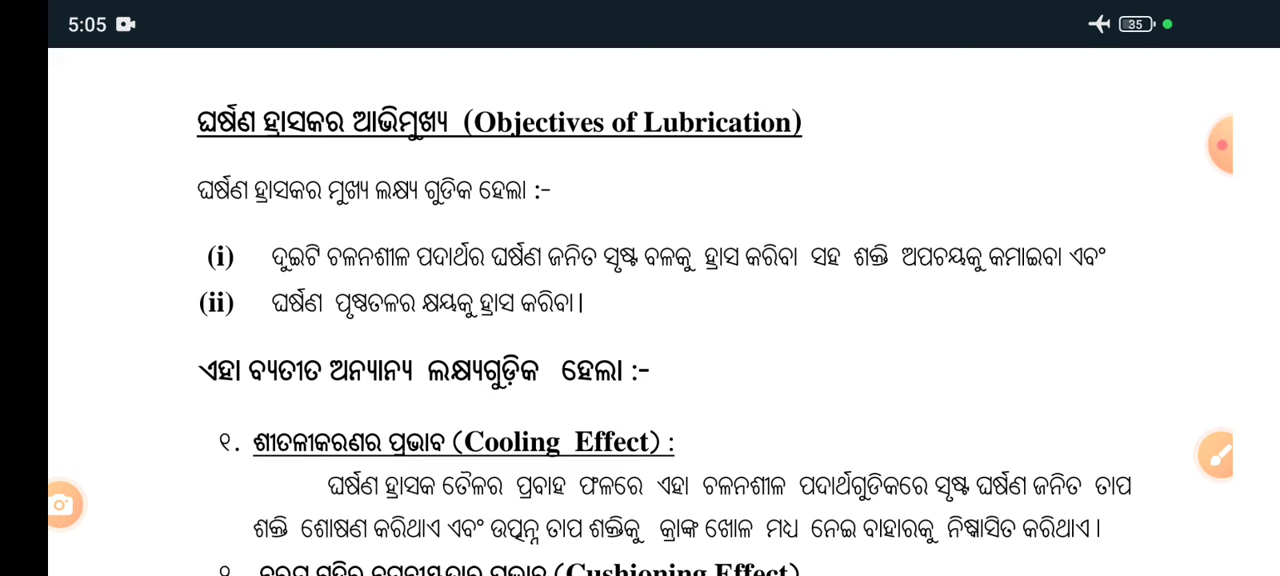 5:05
35
ଘର୍ଷଣ ହ୍ରାସକର ଆଭିମୁଖ୍ୟ (Objectives of Lubrication)
ଘର୍ଷଣ ହ୍ରାସକର ମୁଖ୍ୟ ଲକ୍ଷ୍ୟ ଗୁଡିକ ହେଲା :-
(i) ଦୁଇଟି ଚଳନଶୀଳ ପଦାର୍ଥର ଘର୍ଷଣ ଜନିତ ସୃଷ୍ଟ ବଳକୁ ହ୍ରାସ କରିବା ସହ ଶକ୍ତି ଅପଚୟକୁ କମାଇବା ଏବଂ
(ii) ଘର୍ଷଣ ପୃଷ୍ଠତଳର କ୍ଷୟକୁ ହ୍ରାସ କରିବା।
ଏହା ବ୍ୟତୀତ ଅନ୍ୟାନ୍ୟ ଲକ୍ଷ୍ୟଗୁଡ଼ିକ ହେଲା :-
୧. ଶୀତଳୀକରଣର ପ୍ରଭାବ (Cooling Effect) :
ଘର୍ଷଣ ହ୍ରାସକ ତୈଳର ପ୍ରବାହ ଫଳରେ ଏହା ଚଳନଶୀଳ ପଦାର୍ଥଗୁଡିକରେ ସୃଷ୍ଟ ଘର୍ଷଣ ଜନିତ ତାପ
ଶକ୍ତି ଶୋଷଣ କରିଥାଏ ଏବଂ ଉତ୍ପନ୍ନ ତାପ ଶକ୍ତିକୁ କ୍ରାଙ୍କ ଖୋଳ ମଧ୍ୟ ନେଇ ବାହାରକୁ ନିଷ୍କାସିତ କରିଥାଏ।
(Cushioning Effect)